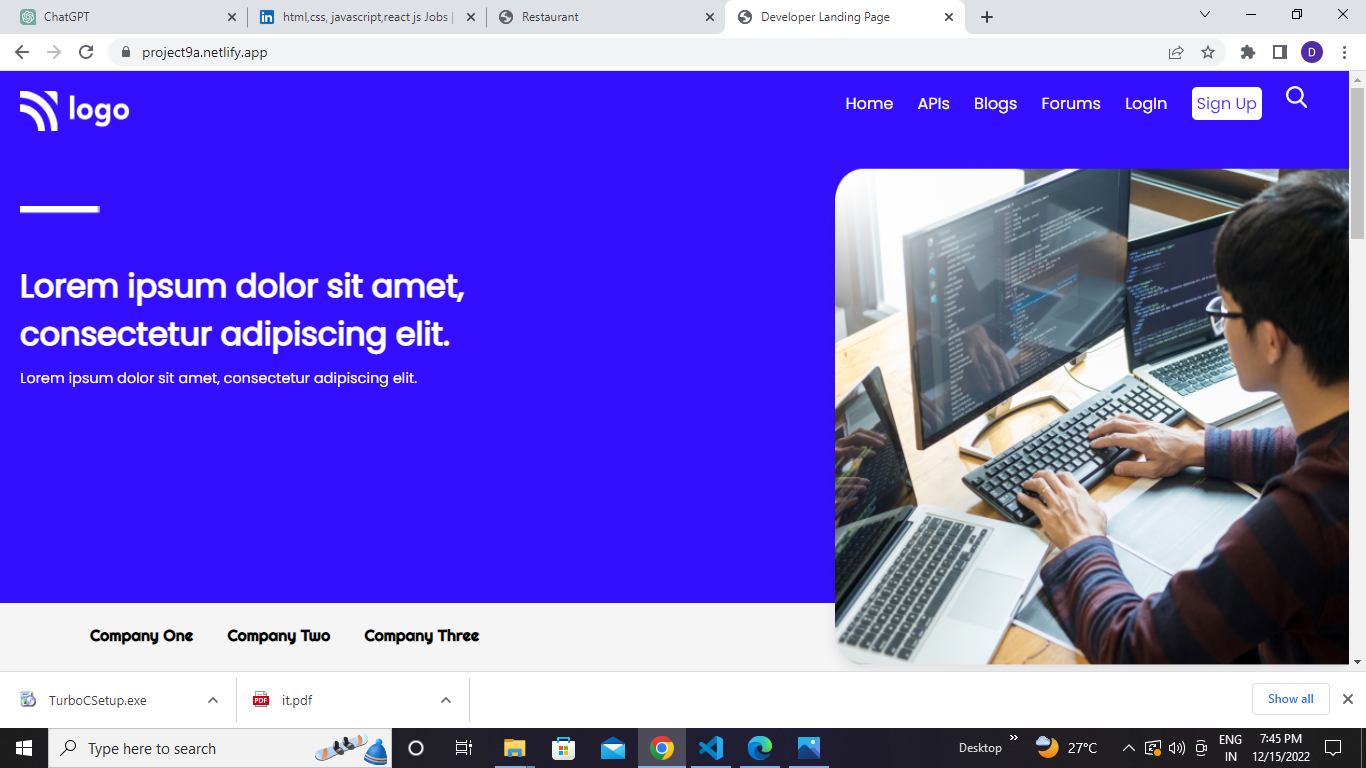 ChatGPT
html,css, javascript,react js Jobs |
Restaurant
Developer Landing Page
project9a.netlify.app
D
logo
Home APIs Blogs Forums LogIn Sign Up
Lorem ipsum dolor sit amet,
consectetur adipiscing elit.
Lorem ipsum dolor sit amet, consectetur adipiscing elit.
Company One Company Two Company Three
TurboCSetup.exe
PDF
it.pdf
Show all
Type here to search
Desktop
27°C
ENG
IN
7:45 PM
12/15/2022